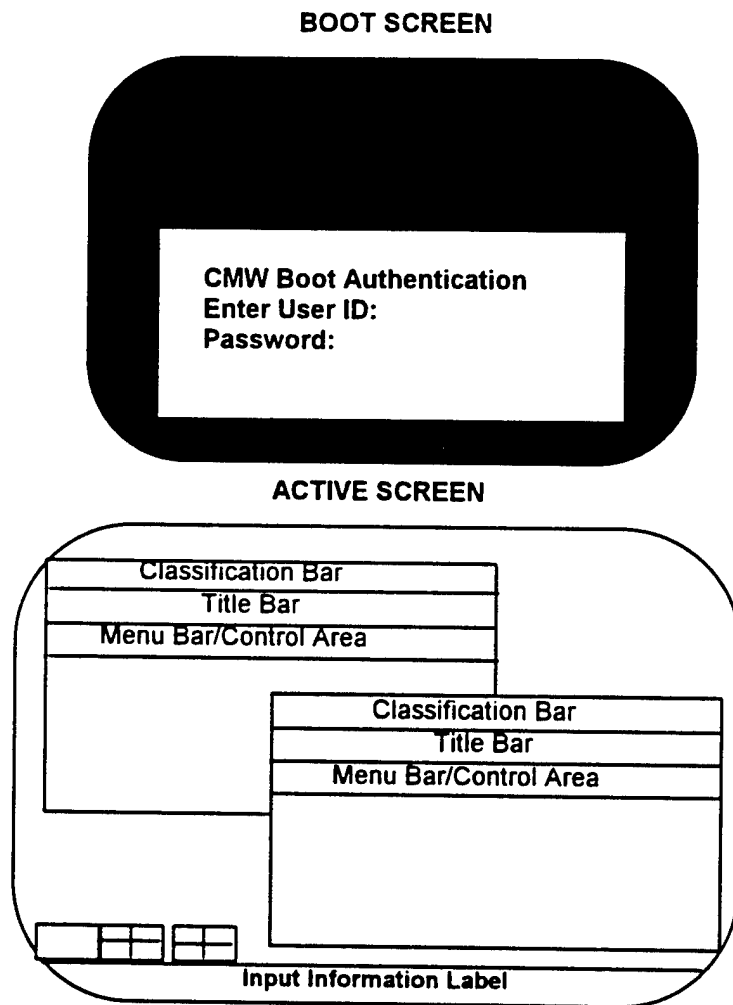 BOOT SCREEN
CMW Boot Authentication
Enter User ID:
Password:
ACTIVE SCREEN
Classification Bar
Title Bar
Menu Bar/Control Area
Classification Bar
Title Bar
Menu Bar/Control Area
Input Information Label